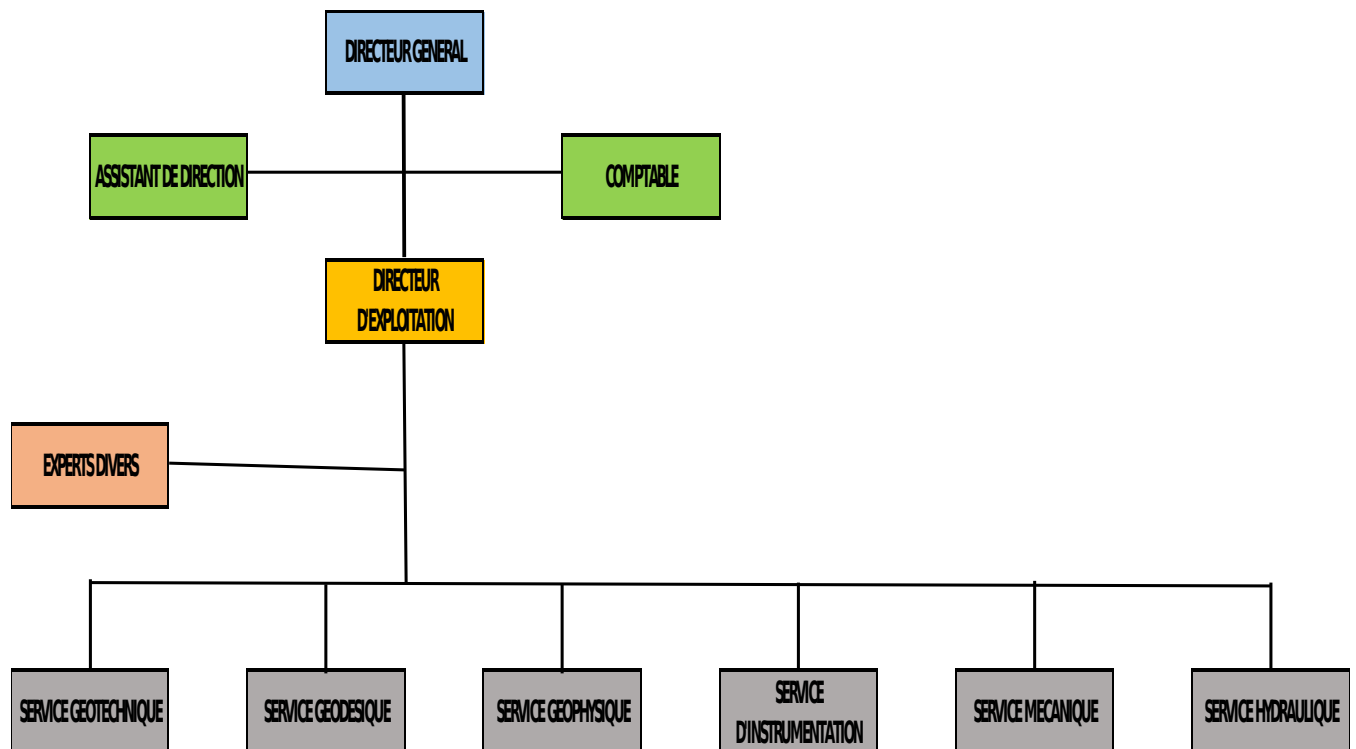 DIRECTEUR GENERAL
ASSISTANT DE DIRECTION
COMPTABLE
DIRECTEUR
D'EXPLOITATION
EXPERTS DIVERS
SERVICE GEOTECHNIQUE
SERVICE GEODESIQUE
SERVICE GEOPHYSIQUE
SERVICE
D'INSTRUMENTATION
SERVICE MECANIQUE
SERVICE HYDRAULIQUE